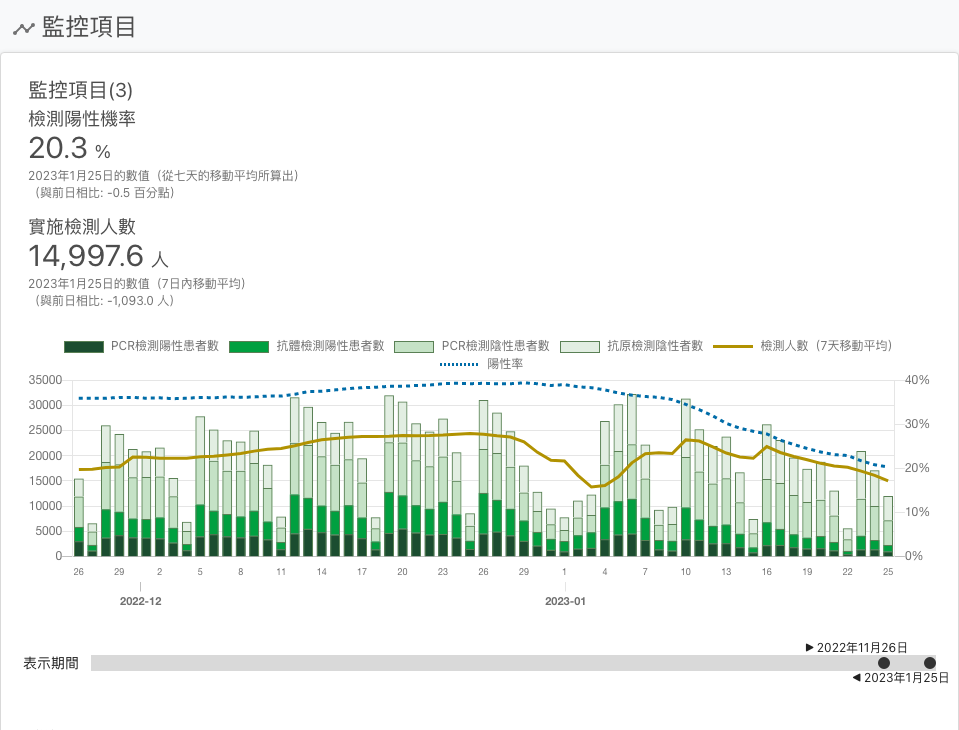 監控項目
監控項目(3)
檢測陽性機率
20.3 %
2023年1月25日的數值（從七天的移動平均所算出）
（與前日相比: -0.5 百分點）
實施檢測人數
14,997.6 人
2023年1月25日的數值（7日內移動平均）
（與前日相比: -1,093.0 人）
PCR檢測陽性患者數 抗體檢測陽性患者數 PCR檢測陰性患者數 抗原檢測陰性者數 檢測人數（7天移動平均）
陽性率
35000 40%
30000
25000 30%
20000
15000 20%
10000 10%
5000
0 0%
26 29 2 5 8 11 14 17 20 23 26 29 1 4 7 10 13 16 19 22 25
2022-12 2023-01
▶ 2022年11月26日
表示期間
◀ 2023年1月25日